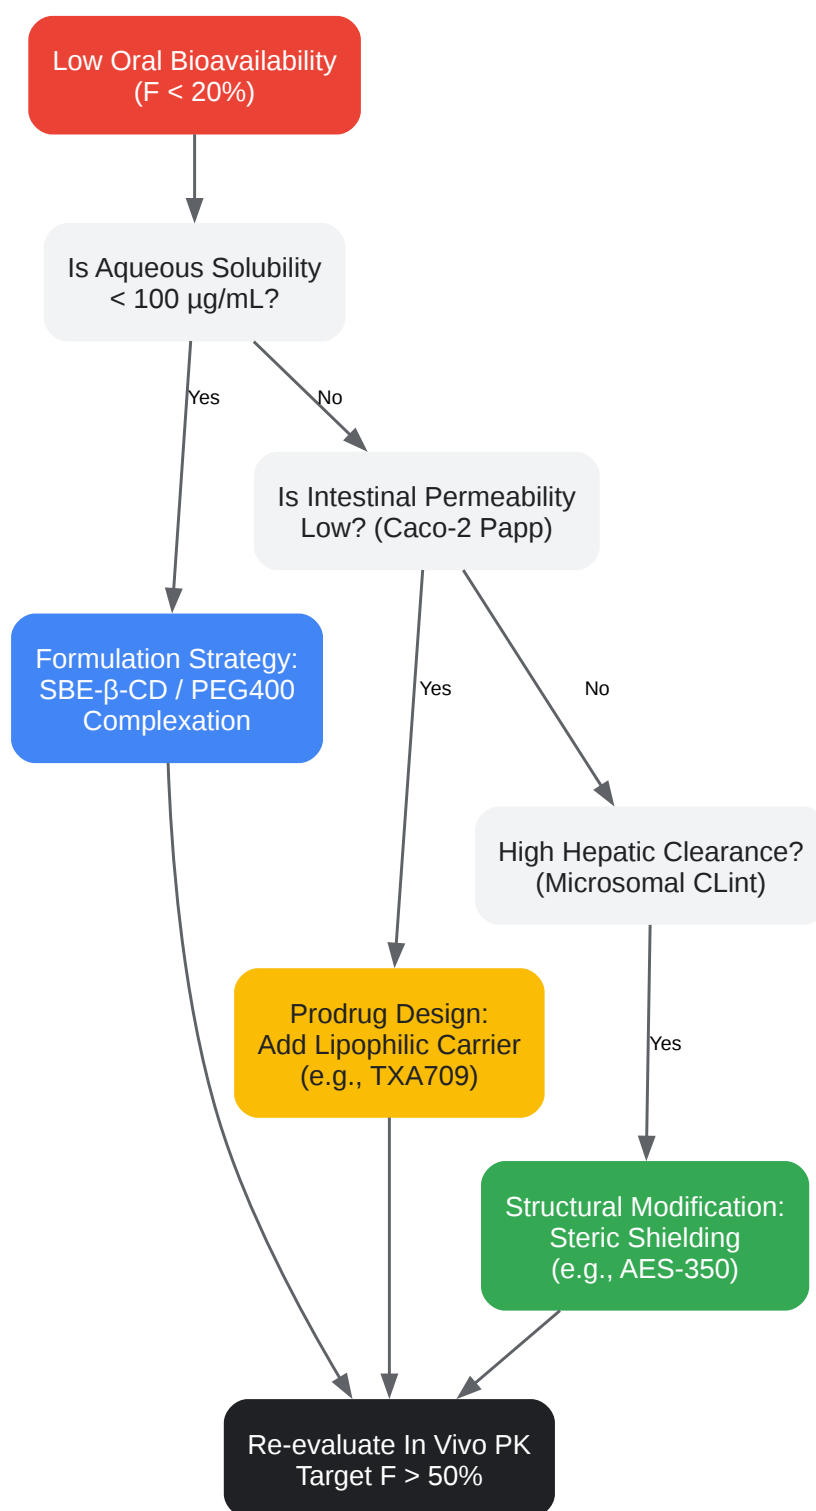 Low Oral Bioavailability
(F < 20%)
Is Aqueous Solubility
< 100 µg/mL?
Yes
No
Is Intestinal Permeability
Low? (Caco-2 Papp)
Formulation Strategy:
SBE-β-CD / PEG400
Complexation
Yes
No
High Hepatic Clearance?
(Microsomal CLint)
Prodrug Design:
Add Lipophilic Carrier
(e.g., TXA709)
Yes
Structural Modification:
Steric Shielding
(e.g., AES-350)
Re-evaluate In Vivo PK
Target F > 50%